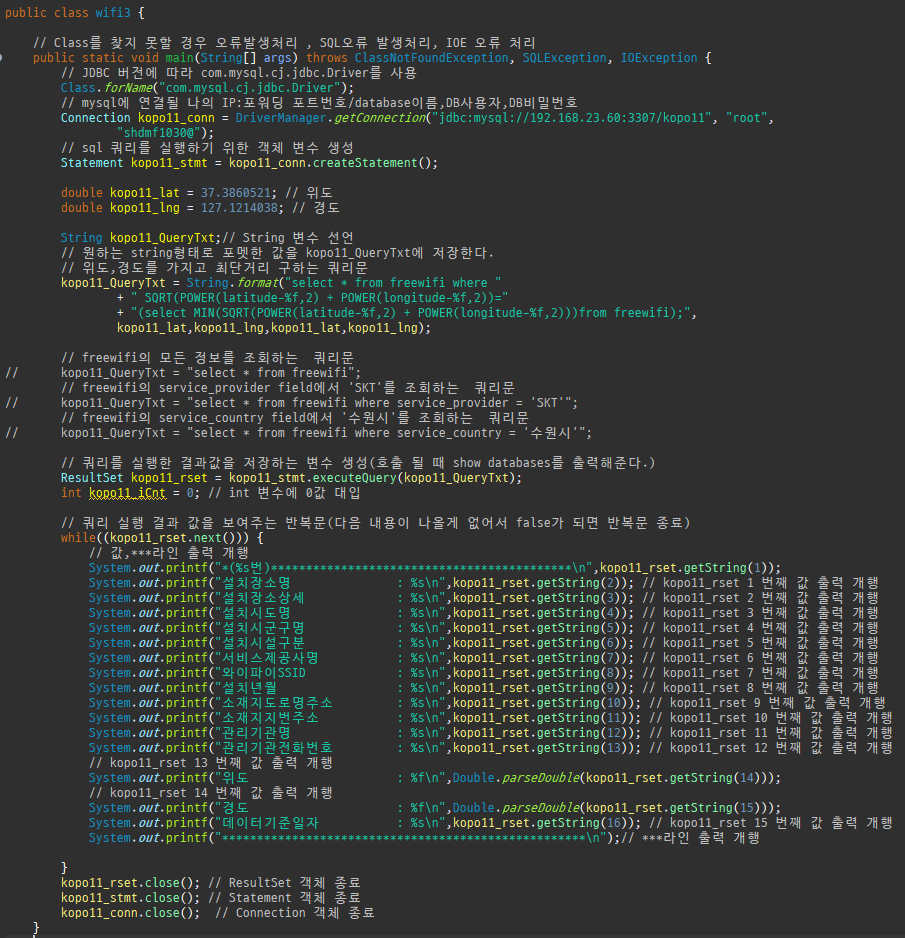 public class wifi3 {
// Class를 찾지 못할 경우 오류발생처리 , SQL오류 발생처리, IOE 오류 처리
public static void main(String[] args) throws ClassNotFoundException, SQLException, IOException {
// JDBC 버젼에 따라 com.mysql.cj.jdbc.Driver를 사용
Class.forName("com.mysql.cj.jdbc.Driver");
// mysql에 연결될 나의 IP:포워딩 포트번호/database이름,DB사용자,DB비밀번호
Connection kopo11_conn = DriverManager.getConnection("jdbc:mysql://192.168.23.60:3307/kopo11", "root",
"shdmf1030@");
// sql 쿼리를 실행하기 위한 객체 변수 생성
Statement kopo11_stmt = kopo11_conn.createStatement();
double kopo11_lat = 37.3860521; // 위도
double kopo11_lng = 127.1214038; // 경도
String kopo11_QueryTxt;// String 변수 선언
// 원하는 string형태로 포멧한 값을 kopo11_QueryTxt에 저장한다.
// 위도,경도를 가지고 최단거리 구하는 쿼리문
kopo11_QueryTxt = String.format("select * from freewifi where "
+ " SQRT(POWER(latitude-%f,2) + POWER(longitude-%f,2))="
+ "(select MIN(SQRT(POWER(latitude-%f,2) + POWER(longitude-%f,2)))from freewifi);",
kopo11_lat,kopo11_lng,kopo11_lat,kopo11_lng);
// freewifi의 모든 정보를 조회하는  쿼리문
//      kopo11_QueryTxt = "select * from freewifi";
// freewifi의 service_provider field에서 'SKT'를 조회하는  쿼리문
//      kopo11_QueryTxt = "select * from freewifi where service_provider = 'SKT'";
// freewifi의 service_country field에서 '수원시'를 조회하는  쿼리문
//      kopo11_QueryTxt = "select * from freewifi where service_country = '수원시'";
// 쿼리를 실행한 결과값을 저장하는 변수 생성(호출 될 때 show databases를 출력해준다.)
ResultSet kopo11_rset = kopo11_stmt.executeQuery(kopo11_QueryTxt);
int kopo11_iCnt = 0; // int 변수에 0값 대입
// 쿼리 실행 결과 값을 보여주는 반복문(다음 내용이 나올게 없어서 false가 되면 반복문 종료)
while((kopo11_rset.next())) {
// 값,***라인 출력 개행
System.out.printf("*(%s번)*******************************************\n",kopo11_rset.getString(1));
System.out.printf("설치장소명               : %s\n",kopo11_rset.getString(2)); // kopo11_rset 1 번째 값 출력 개행
System.out.printf("설치장소상세             : %s\n",kopo11_rset.getString(3)); // kopo11_rset 2 번째 값 출력 개행
System.out.printf("설치시도명               : %s\n",kopo11_rset.getString(4)); // kopo11_rset 3 번째 값 출력 개행
System.out.printf("설치시군구명             : %s\n",kopo11_rset.getString(5)); // kopo11_rset 4 번째 값 출력 개행
System.out.printf("설치시설구분             : %s\n",kopo11_rset.getString(6)); // kopo11_rset 5 번째 값 출력 개행
System.out.printf("서비스제공사명           : %s\n",kopo11_rset.getString(7)); // kopo11_rset 6 번째 값 출력 개행
System.out.printf("와이파이SSID             : %s\n",kopo11_rset.getString(8)); // kopo11_rset 7 번째 값 출력 개행
System.out.printf("설치년월                 : %s\n",kopo11_rset.getString(9)); // kopo11_rset 8 번째 값 출력 개행
System.out.printf("소재지도로명주소         : %s\n",kopo11_rset.getString(10)); // kopo11_rset 9 번째 값 출력 개행
System.out.printf("소재지지번주소           : %s\n",kopo11_rset.getString(11)); // kopo11_rset 10 번째 값 출력 개행
System.out.printf("관리기관명               : %s\n",kopo11_rset.getString(12)); // kopo11_rset 11 번째 값 출력 개행
System.out.printf("관리기관전화번호         : %s\n",kopo11_rset.getString(13)); // kopo11_rset 12 번째 값 출력 개행
// kopo11_rset 13 번째 값 출력 개행
System.out.printf("위도                     : %f\n",Double.parseDouble(kopo11_rset.getString(14)));
// kopo11_rset 14 번째 값 출력 개행
System.out.printf("경도                     : %f\n",Double.parseDouble(kopo11_rset.getString(15)));
System.out.printf("데이터기준일자           : %s\n",kopo11_rset.getString(16)); // kopo11_rset 15 번째 값 출력 개행
System.out.printf("****************************************************\n");// ***라인 출력 개행
}
kopo11_rset.close(); // ResultSet 객체 종료
kopo11_stmt.close(); // Statement 객체 종료
kopo11_conn.close();  // Connection 객체 종료
}